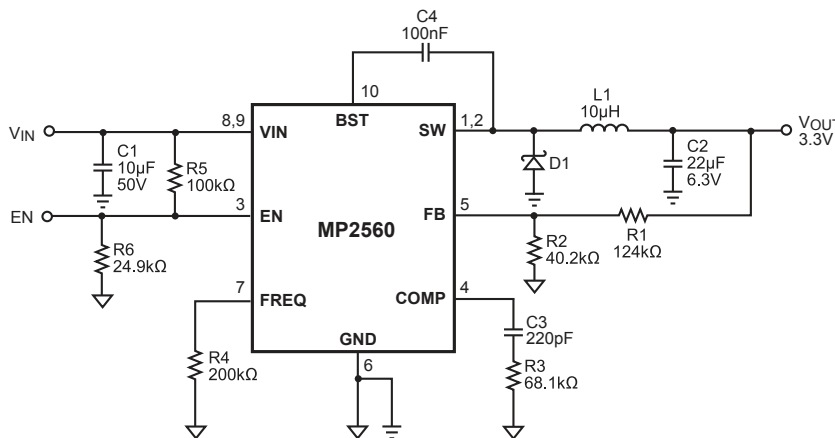 C4
100nF
10
8,9
1,2
L1
10µH
VIN
VIN
BST
SW
VOUT
3.3V
C1
10µF
50V
R5
100kΩ
D1
C2
22µF
6.3V
EN
3
EN
MP2560
FB
5
R6
24.9kΩ
R2
40.2kΩ
R1
124kΩ
7
FREQ
COMP
4
C3
220pF
GND
6
R4
200kΩ
R3
68.1kΩ